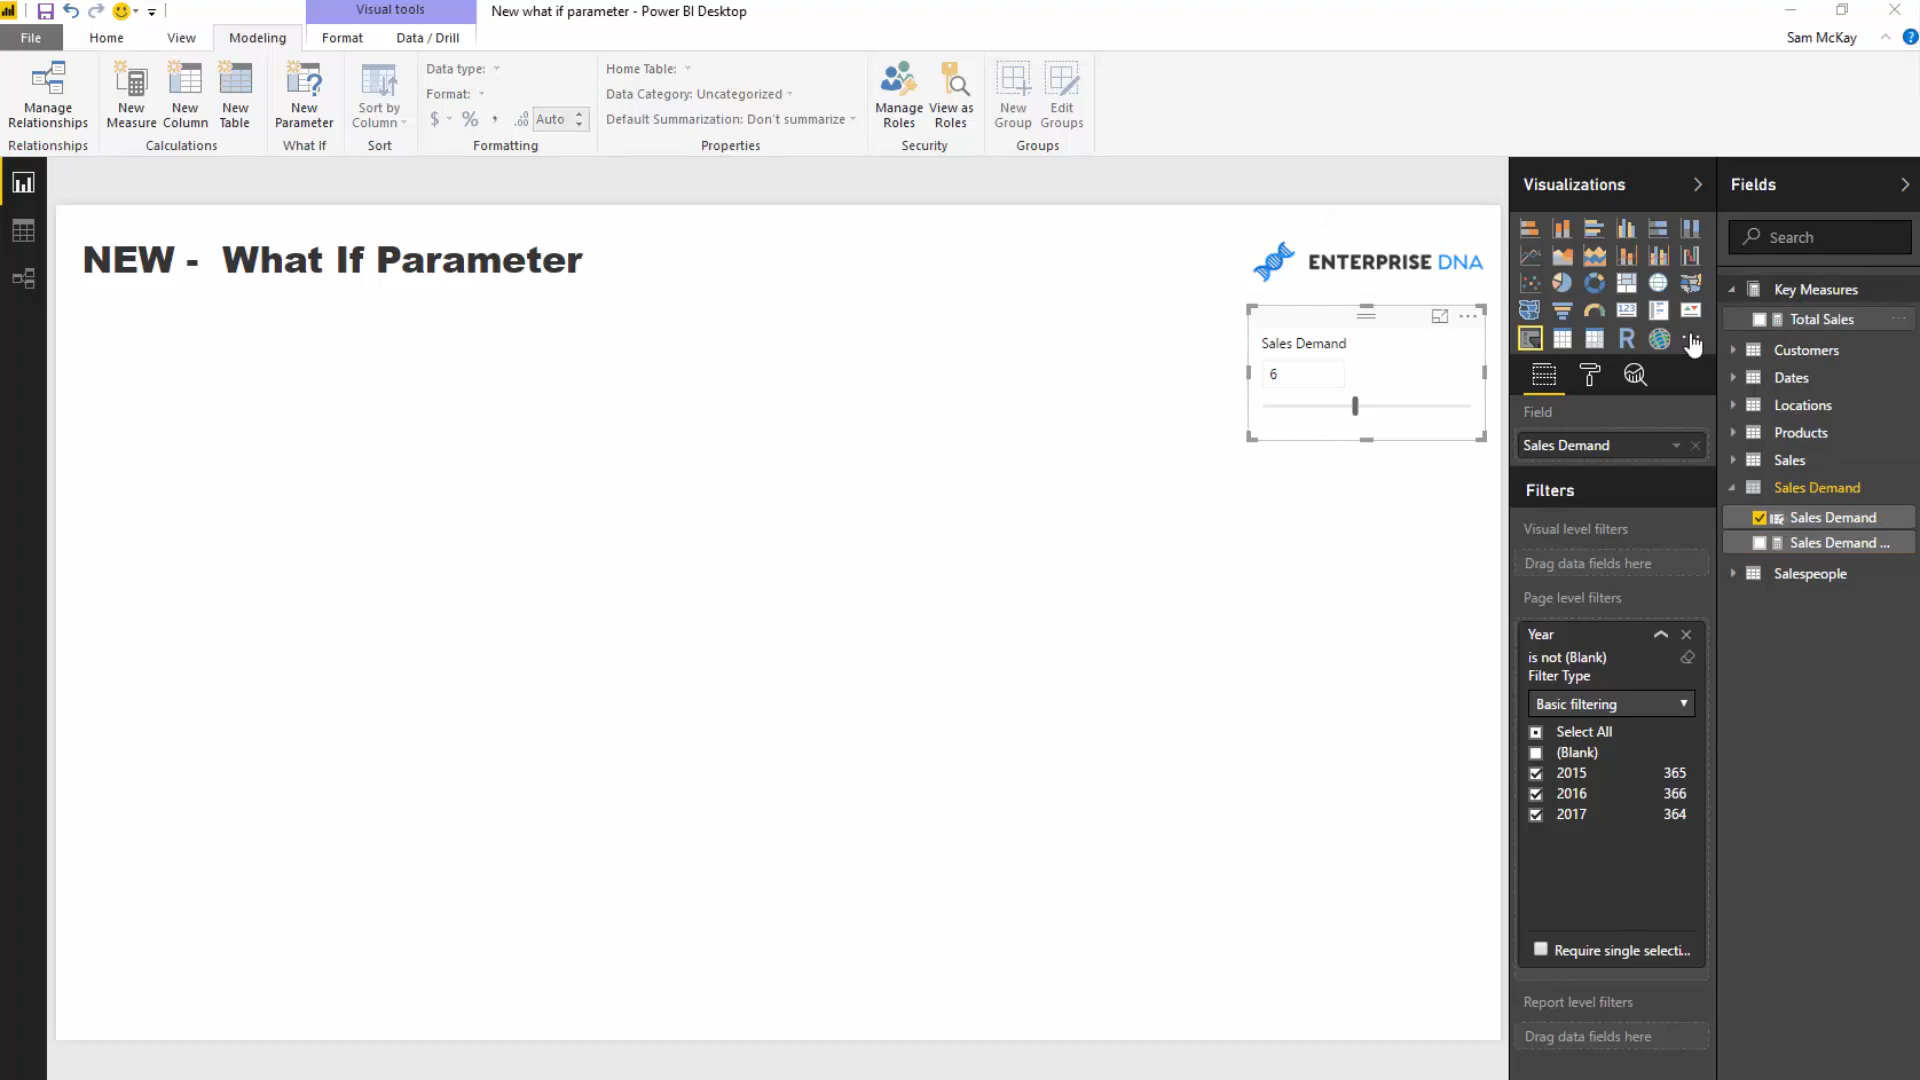 Visual tools
New what if parameter - Power BI Desktop
File
Home
View
Modeling
Format
Data / Drill
Sam McKay
Manage
Relationships
Relationships
New
Measure
New
Column
New
Table
Calculations
New
Parameter
What If
Sort by
Column
Sort
Data type:
Format:
$ % , .00 Auto
Formatting
Home Table:
Data Category: Uncategorized
Default Summarization: Don't summarize
Properties
Manage
Roles
View as
Roles
Security
New
Group
Edit
Groups
Groups
NEW - What If Parameter
ENTERPRISE DNA
Sales Demand
6
Visualizations
123
R
Field
Sales Demand
Filters
Visual level filters
Drag data fields here
Page level filters
Year
is not (Blank)
Filter Type
Basic filtering
Select All
(Blank)
2015 365
2016 366
2017 364
Require single selecti...
Report level filters
Drag data fields here
Fields
Search
Key Measures
Total Sales
Customers
Dates
Locations
Products
Sales
Sales Demand
Sales Demand
Sales Demand ...
Salespeople